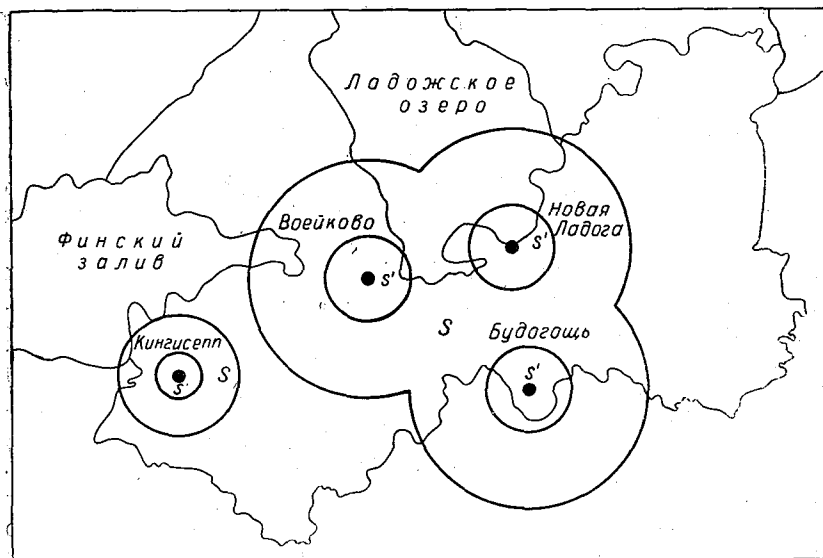 Ладожское
озеро
Финский
залив
Воейково
s'
Новая
Ладога
s'
S
Будогощь
s'
Кингисепп
S
s